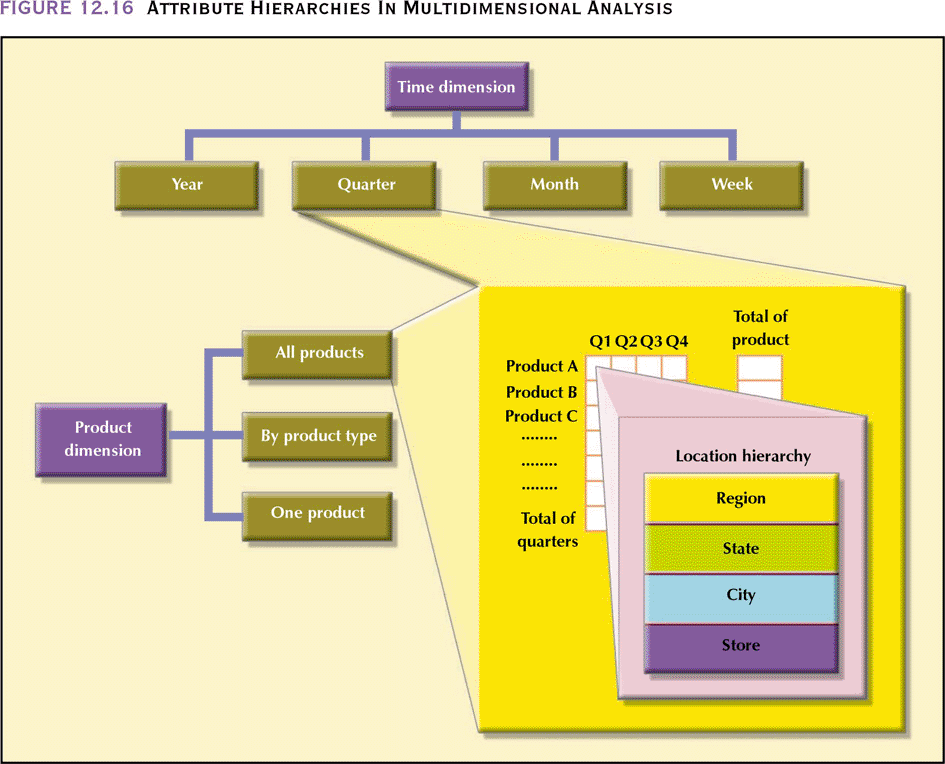 FIGURE 12.16 ATTRIBUTE HIERARCHIES IN MULTIDIMENSIONAL ANALYSIS
Time dimension
Year
Quarter
Month
Week
Product
dimension
All products
By product type
One product
Total of
product
Q1 Q2 Q3 Q4
Product A
Product B
Product C
........
........
........
Total of
quarters
Location hierarchy
Region
State
City
Store